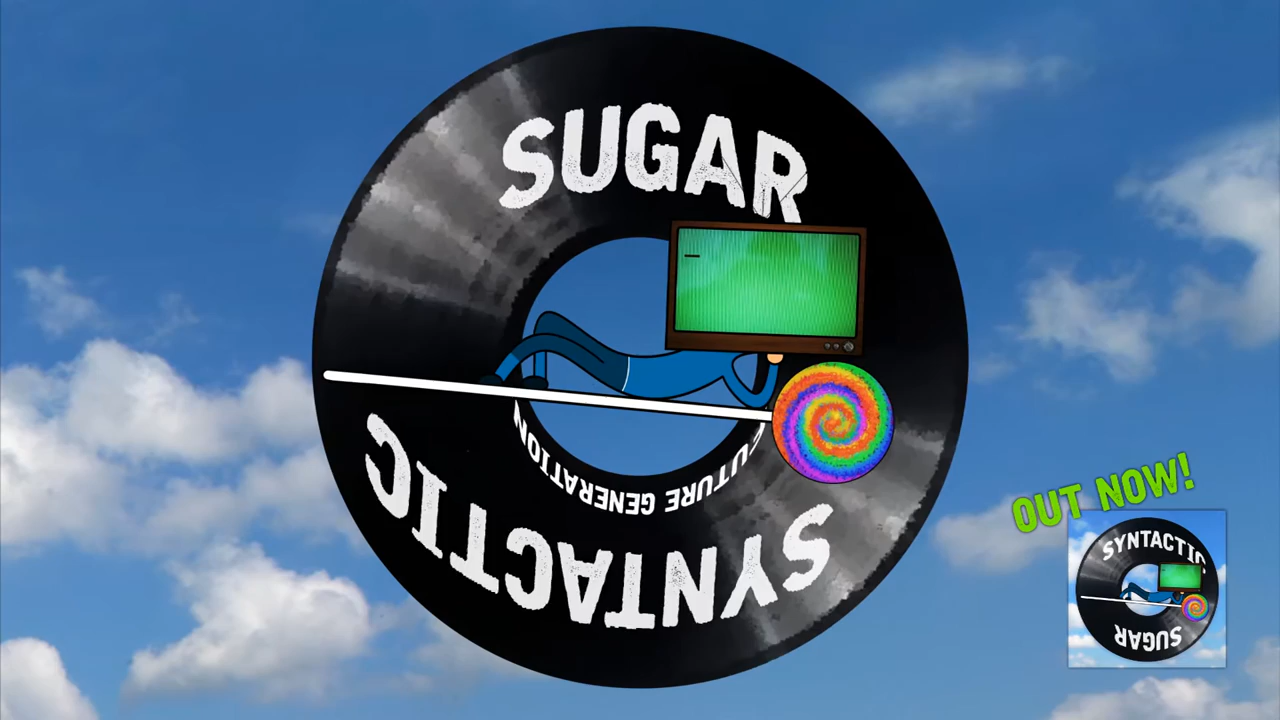 SUGAR
SYNTACTIC
FUTURE GENERATION
OUT NOW!
SYNTACTIC
SUGAR